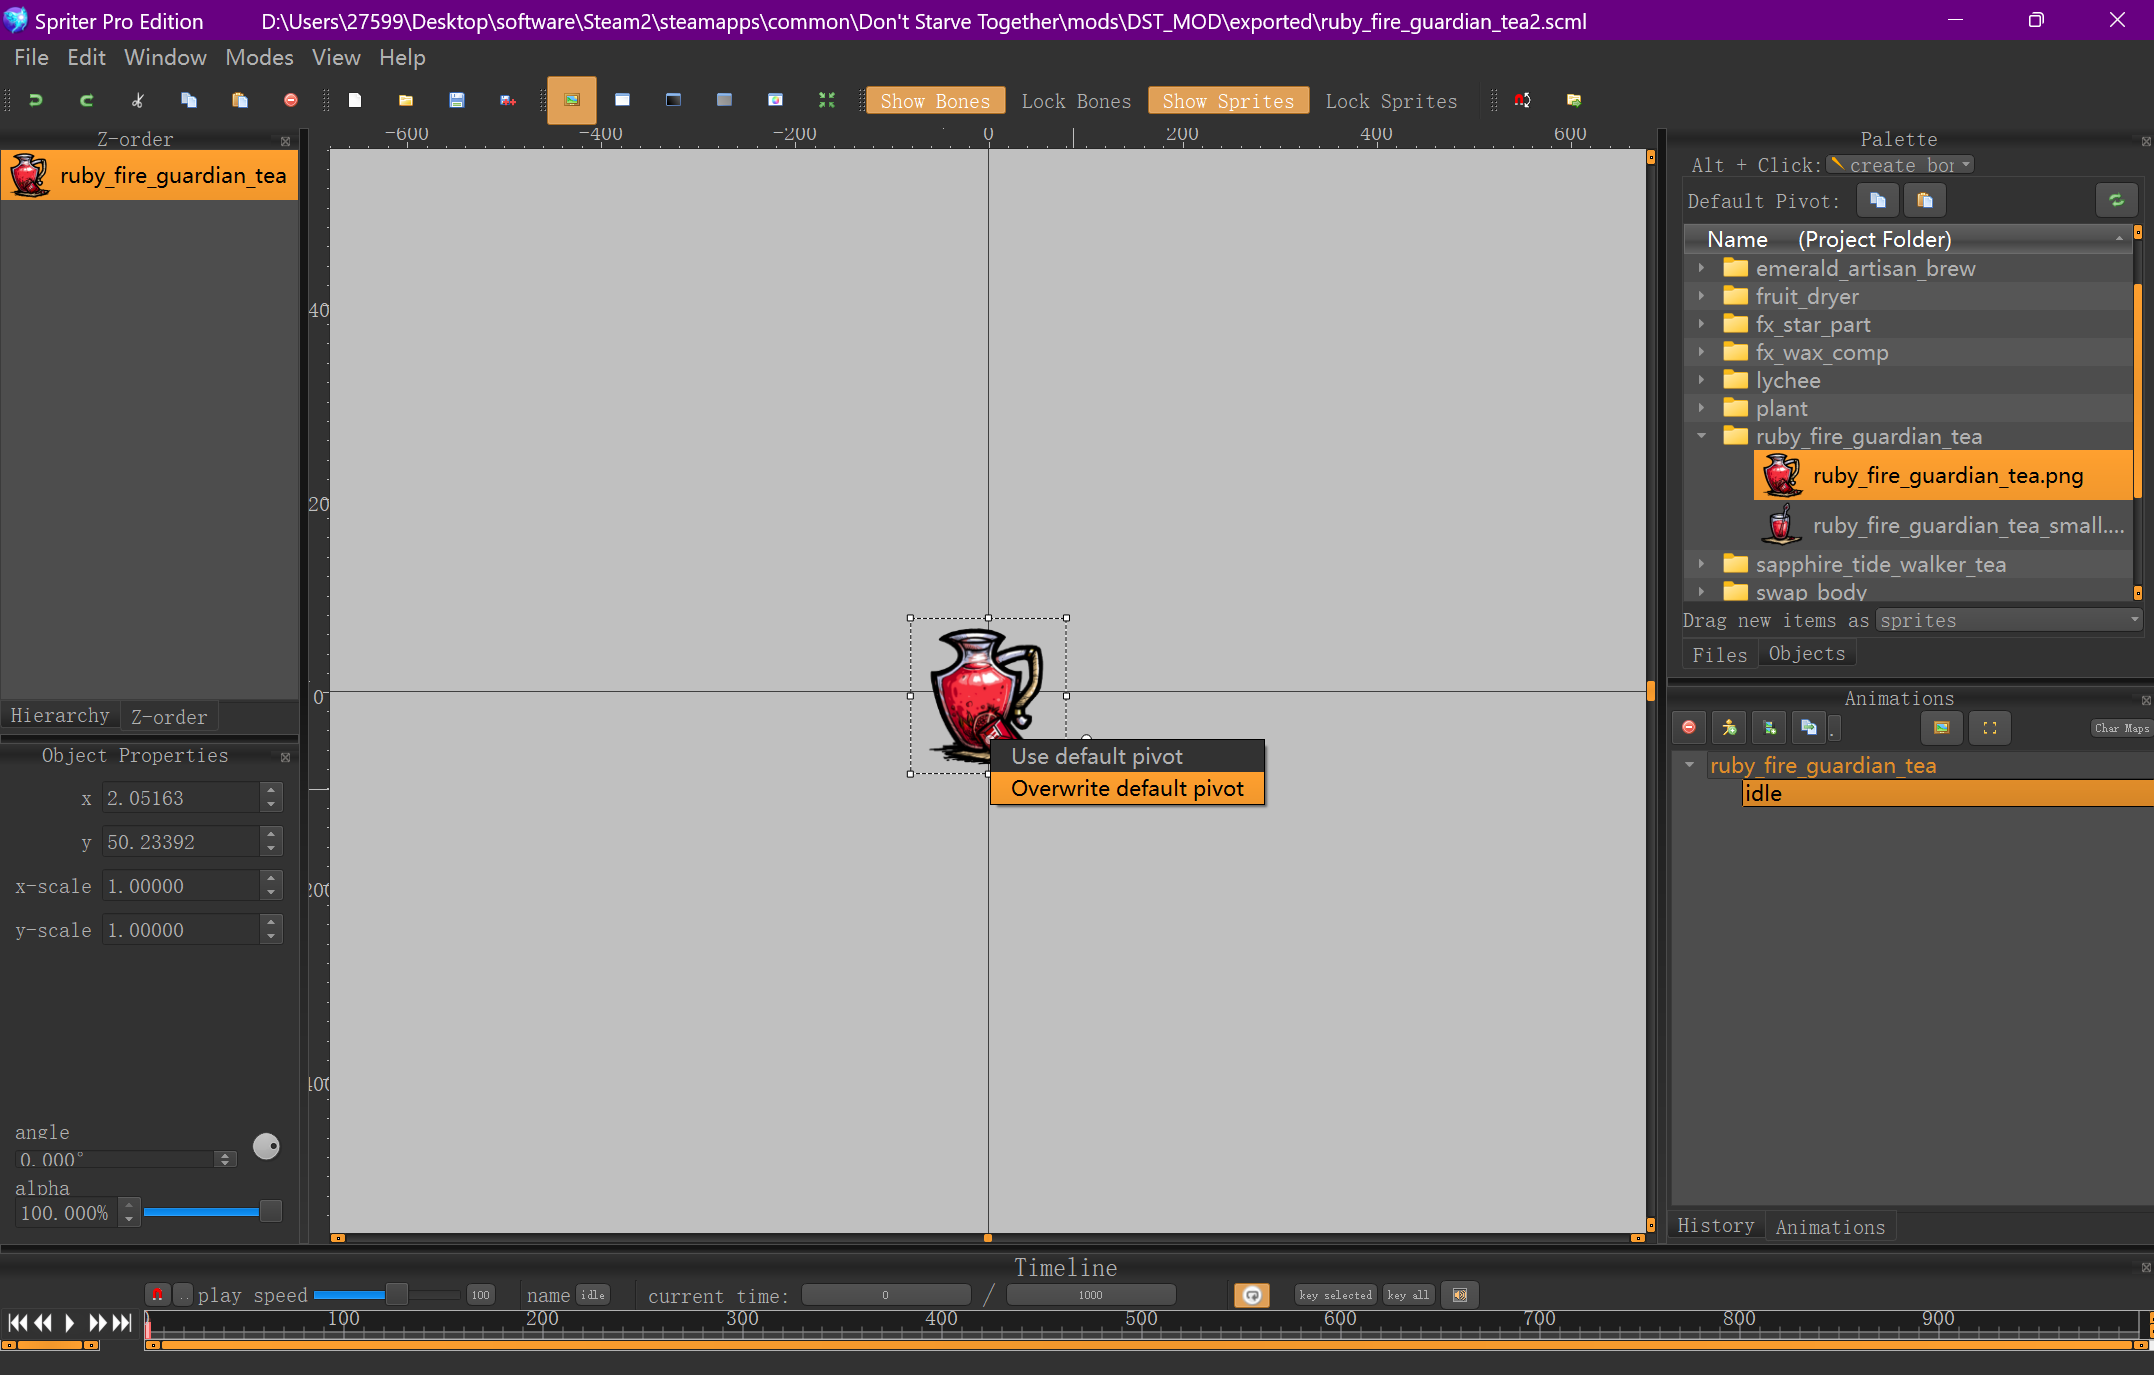 Spriter Pro Edition D:\Users\27599\Desktop\software\Steam2\steamapps\common\Don't Starve Together\mods\DST_MOD\exported\ruby_fire_guardian_tea2.scml
File Edit Window Modes View Help
Show Bones Lock Bones Show Sprites Lock Sprites
Z-order
ruby_fire_guardian_tea
Hierarchy Z-order
Object Properties
x 2.05163
y 50.23392
x-scale 1.00000
y-scale 1.00000
angle
0.000°
alpha
100.000%
-600 -400 -200 0 200 400 600
0
Use default pivot
Overwrite default pivot
Palette
Alt + Click: create bo
Default Pivot:
Name (Project Folder)
emerald_artisan_brew
fruit_dryer
fx_star_part
fx_wax_comp
lychee
plant
ruby_fire_guardian_tea
ruby_fire_guardian_tea.png
ruby_fire_guardian_tea_small....
sapphire_tide_walker_tea
swap_body
Drag new items as sprites
Files Objects
Animations
Char Maps
ruby_fire_guardian_tea
idle
History Animations
Timeline
play speed 100 name idle current time: 0 / 1000 key selected key all
100 200 300 400 500 600 700 800 900